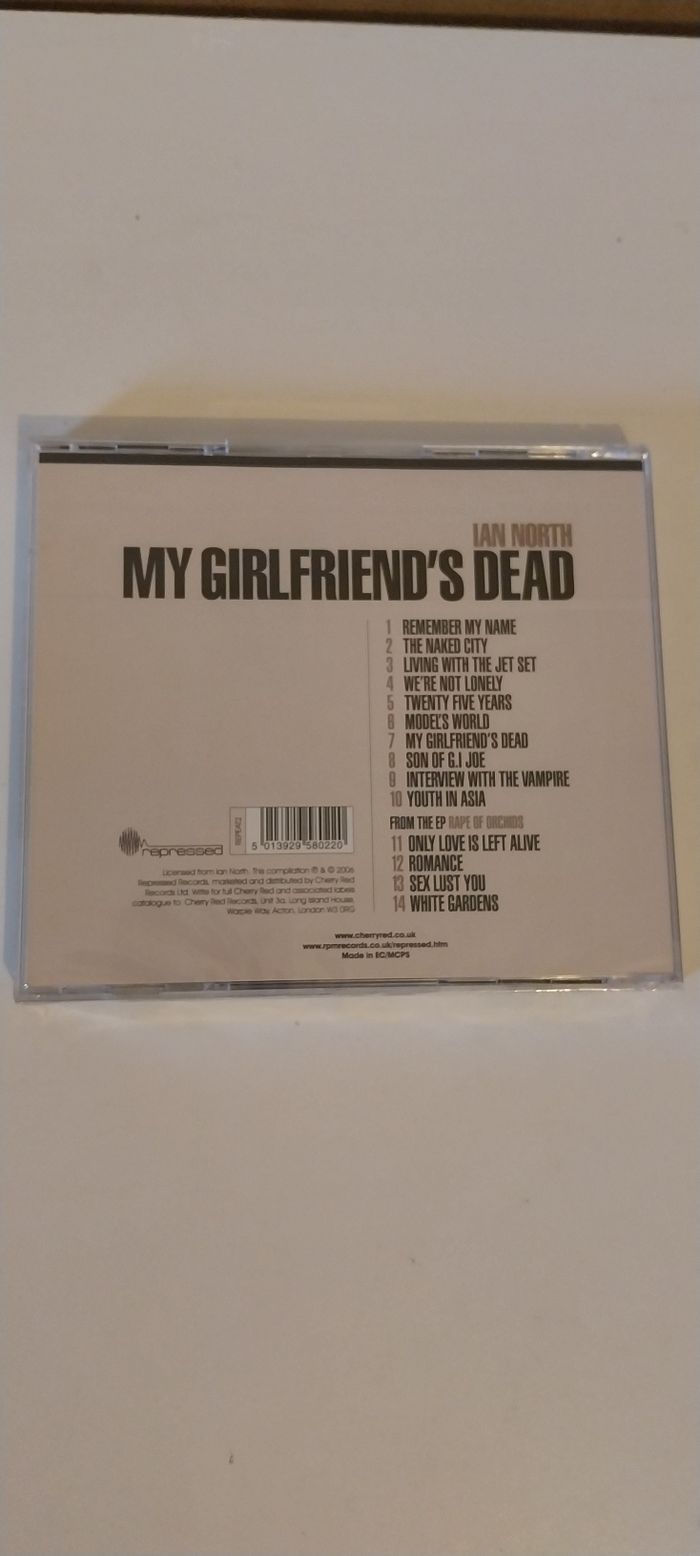 IAN NORTH
MY GIRLFRIEND'S DEAD
1 REMEMBER MY NAME
2 THE NAKED CITY
3 LIVING WITH THE JET SET
4 WE'RE NOT LONELY
5 TWENTY FIVE YEARS
6 MODEL'S WORLD
7 MY GIRLFRIEND'S DEAD
8 SON OF G.I JOE
9 INTERVIEW WITH THE VAMPIRE
10 YOUTH IN ASIA
FROM THE EP RAPE OF ORCHIDS
11 ONLY LOVE IS LEFT ALIVE
12 ROMANCE
13 SEX LUST YOU
14 WHITE GARDENS
repressed
5 013929 580220
Licensed from Ian North. This compilation ℗ & © 2006
Repressed Records, marketed and distributed by Cherry Red
Records Ltd. Write for full Cherry Red and associated labels
catalogue to: Cherry Red Records, Unit 3a, Long Island House,
Warple Way, Acton, London W3 0RG
www.cherryred.co.uk
www.rpmrecords.co.uk/repressed.htm
Made in EC/MCPS